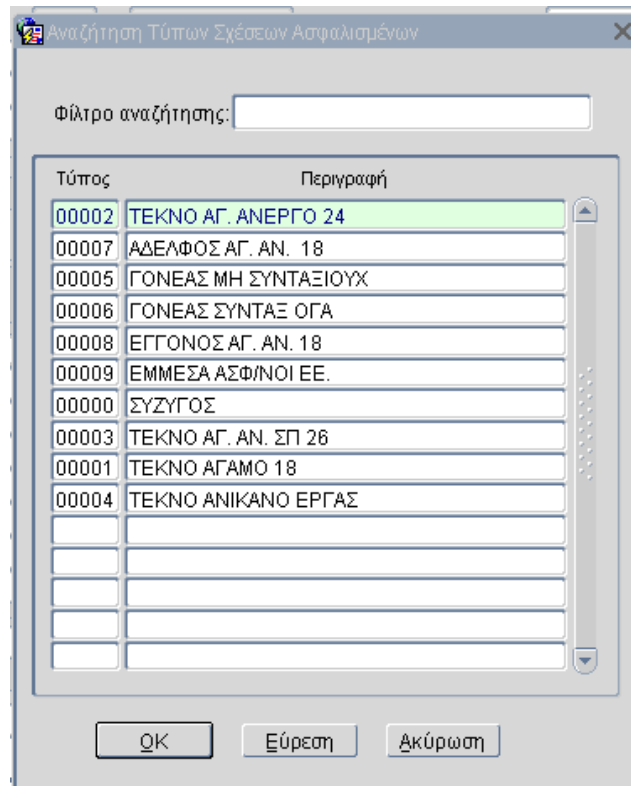 Αναζήτηση Τύπων Σχέσεων Ασφαλισμένων
Φίλτρο αναζήτησης:
Τύπος Περιγραφή
00002 ΤΕΚΝΟ ΑΓ. ΑΝΕΡΓΟ 24
00007 ΑΔΕΛΦΟΣ ΑΓ. ΑΝ. 18
00005 ΓΟΝΕΑΣ ΜΗ ΣΥΝΤΑΞΙΟΥΧ
00006 ΓΟΝΕΑΣ ΣΥΝΤΑΞ ΟΓΑ
00008 ΕΓΓΟΝΟΣ ΑΓ. ΑΝ. 18
00009 ΕΜΜΕΣΑ ΑΣΦ/ΝΟΙ ΕΕ.
00000 ΣΥΖΥΓΟΣ
00003 ΤΕΚΝΟ ΑΓ. ΑΝ. ΣΠ 26
00001 ΤΕΚΝΟ ΑΓΑΜΟ 18
00004 ΤΕΚΝΟ ΑΝΙΚΑΝΟ ΕΡΓΑΣ
OK Εύρεση Ακύρωση